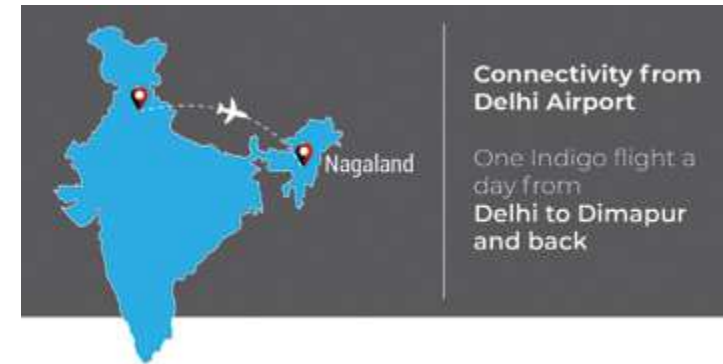 Nagaland
Connectivity from
Delhi Airport
One Indigo flight a
day from
Delhi to Dimapur
and back